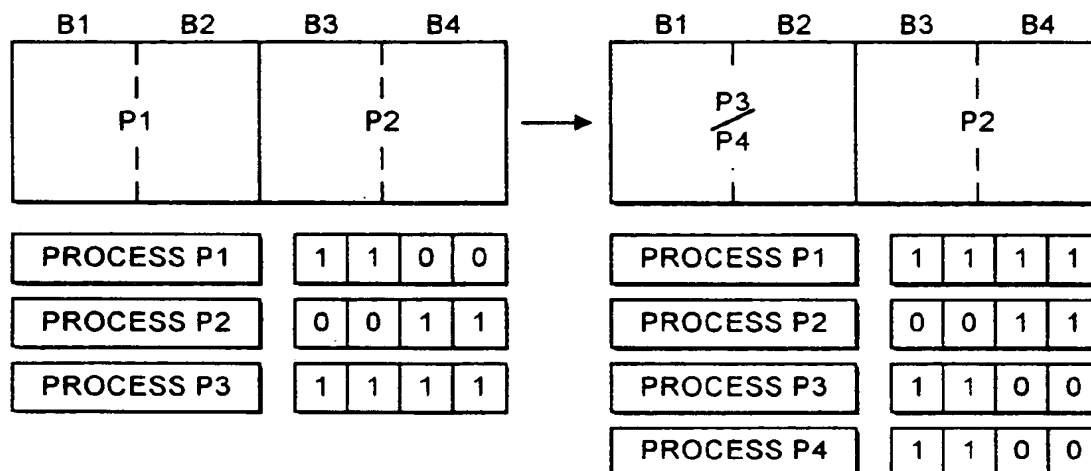 B1 B2 B3 B4
P1 P2
PROCESS P1 1 1 0 0
PROCESS P2 0 0 1 1
PROCESS P3 1 1 1 1
B1 B2 B3 B4
P3
P4
P2
PROCESS P1 1 1 1 1
PROCESS P2 0 0 1 1
PROCESS P3 1 1 0 0
PROCESS P4 1 1 0 0